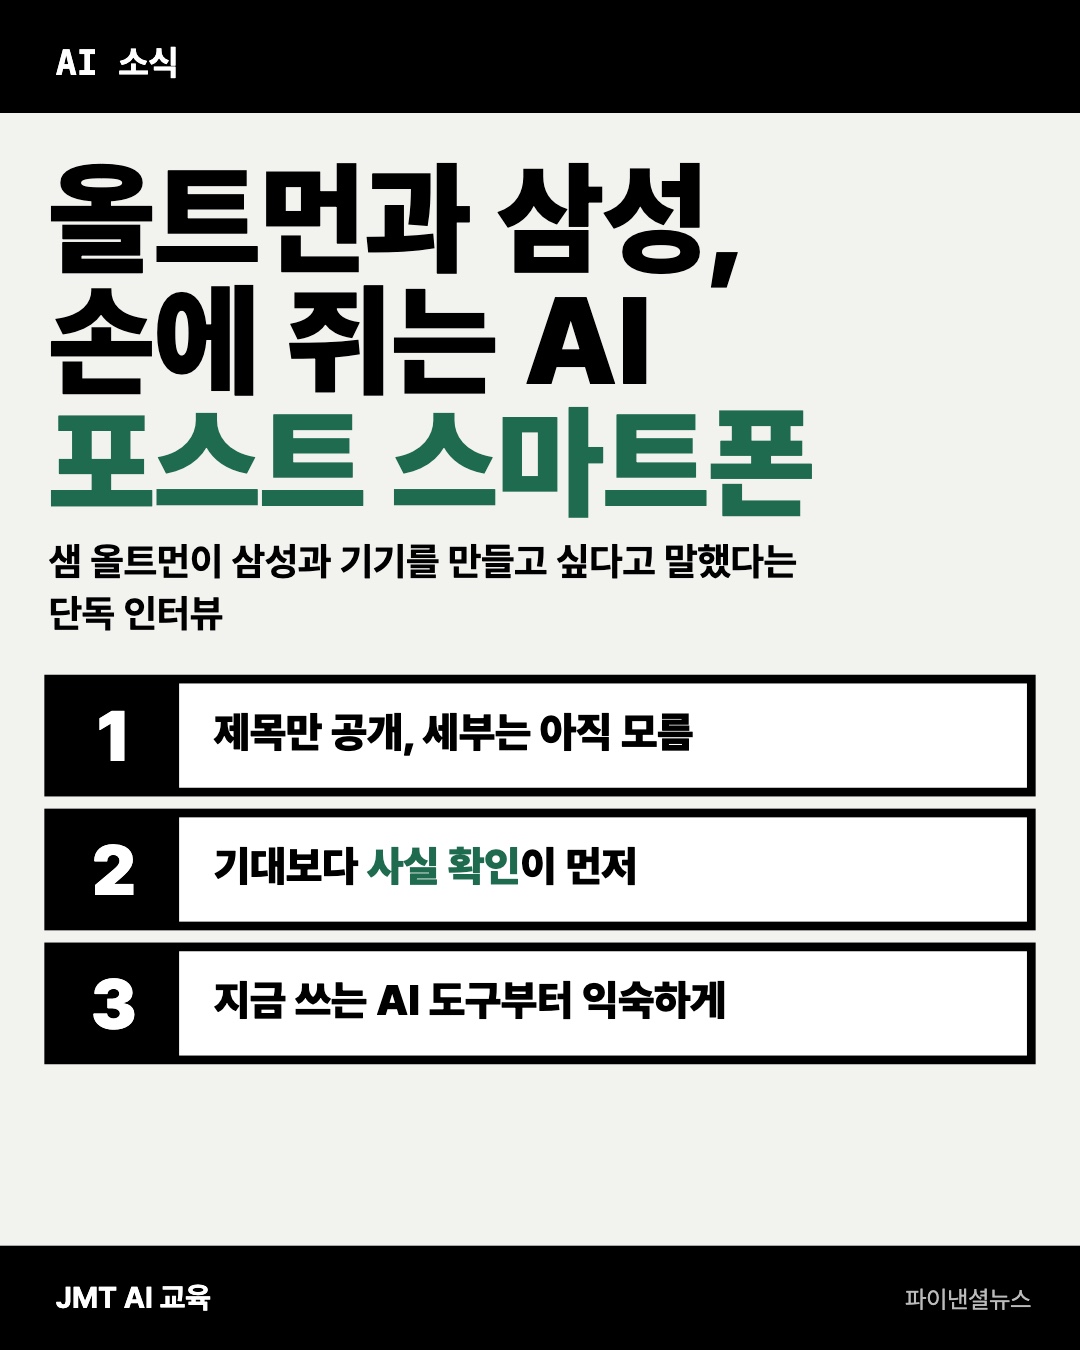 AI 소식
올트먼과 삼성,
손에 쥐는 AI
포스트 스마트폰
샘 올트먼이 삼성과 기기를 만들고 싶다고 말했다는
단독 인터뷰
1 제목만 공개, 세부는 아직 모름
2 기대보다 사실 확인이 먼저
3 지금 쓰는 AI 도구부터 익숙하게
JMT AI 교육
파이낸셜뉴스